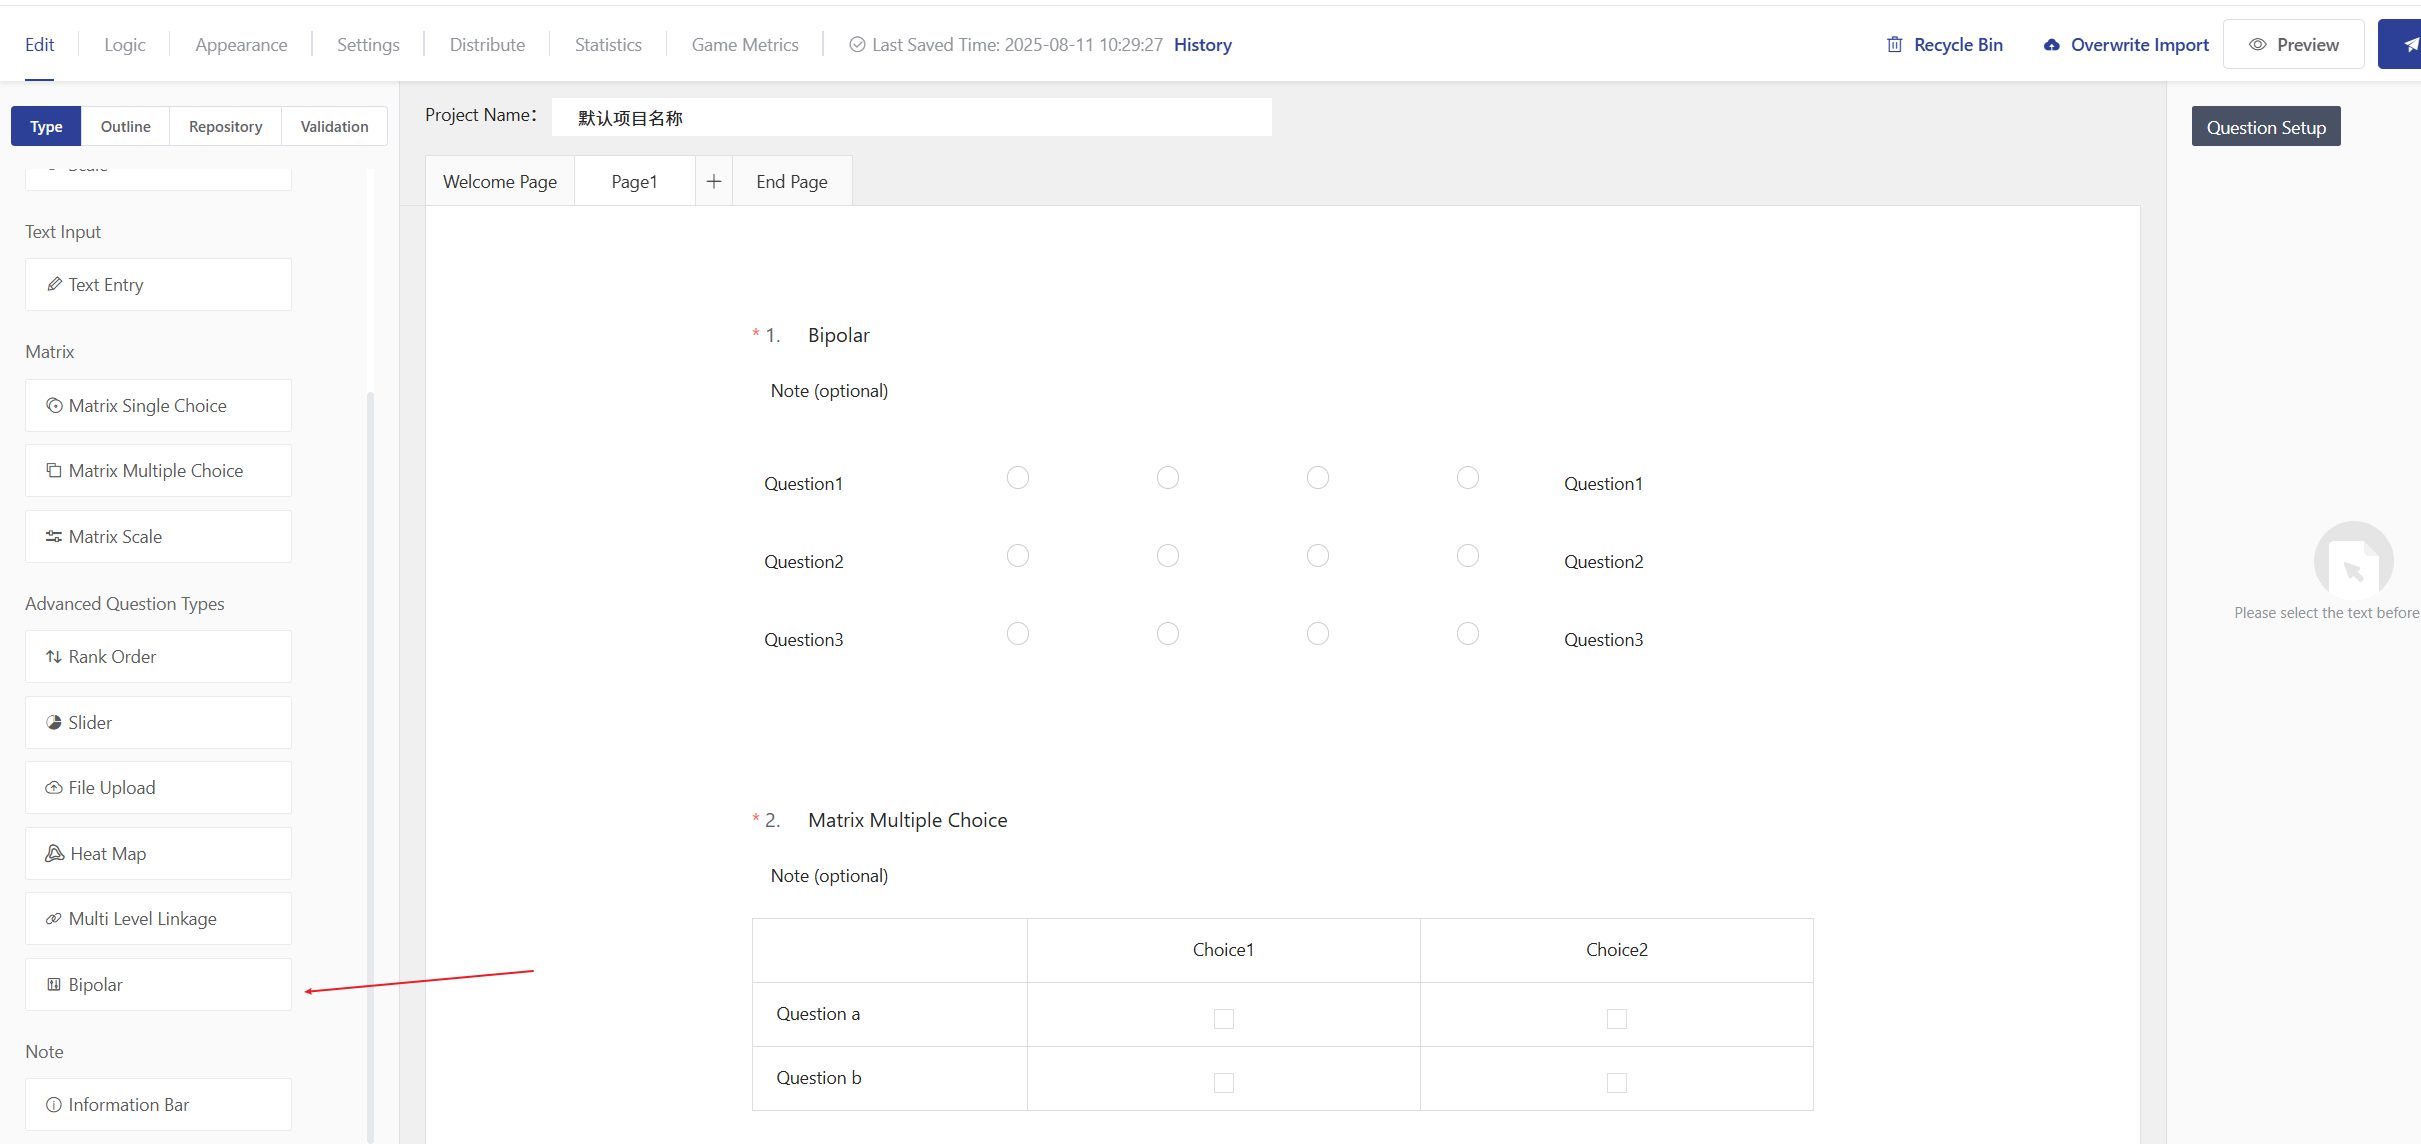 Edit
Logic
Appearance
Settings
Distribute
Statistics
Game Metrics
Last Saved Time: 2025-08-11 10:29:27 History
Recycle Bin
Overwrite Import
Preview
Type
Outline
Repository
Validation
Text Input
Text Entry
Matrix
Matrix Single Choice
Matrix Multiple Choice
Matrix Scale
Advanced Question Types
Rank Order
Slider
File Upload
Heat Map
Multi Level Linkage
Bipolar
Note
Information Bar
Project Name：
默认项目名称
Welcome Page
Page1
End Page
* 1. Bipolar
Note (optional)
Question1 Question1
Question2 Question2
Question3 Question3
* 2. Matrix Multiple Choice
Note (optional)
Choice1 Choice2
Question a
Question b
Question Setup
Please select the text before